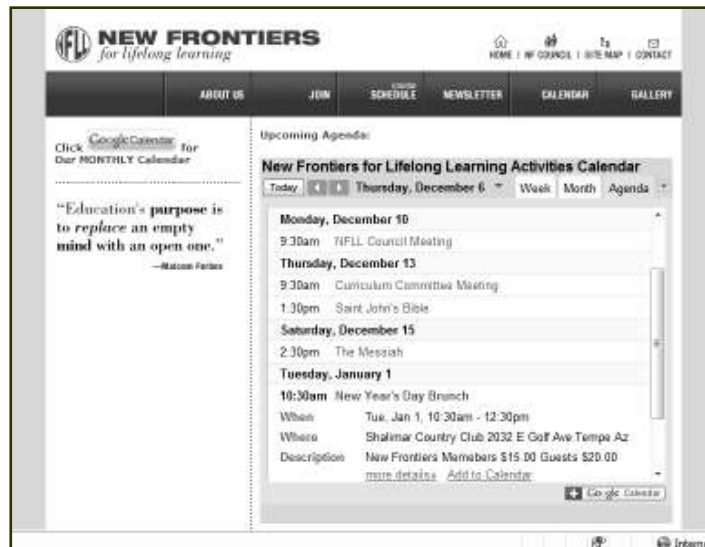 NFLL NEW FRONTIERS
for lifelong learning
HOME | NF COUNCIL | SITE MAP | CONTACT
ABOUT US JOIN COURSE SCHEDULE NEWSLETTER CALENDAR GALLERY
Click Google Calendar for
Our MONTHLY Calendar
“Education's purpose is
to replace an empty
mind with an open one.”
—Malcom Forbes
Upcoming Agenda:
New Frontiers for Lifelong Learning Activities Calendar
Today Thursday, December 6 Week Month Agenda
Monday, December 10
9:30am NFLL Council Meeting
Thursday, December 13
9:30am Curriculum Committee Meeting
1:30pm Saint John's Bible
Saturday, December 15
2:30pm The Messiah
Tuesday, January 1
10:30am New Year's Day Brunch
When Tue, Jan 1, 10:30am - 12:30pm
Where Shalimar Country Club 2032 E Golf Ave Tempe Az
Description New Frontiers Memebers $15.00 Guests $20.00
more details» Add to Calendar
Google Calendar
Intern